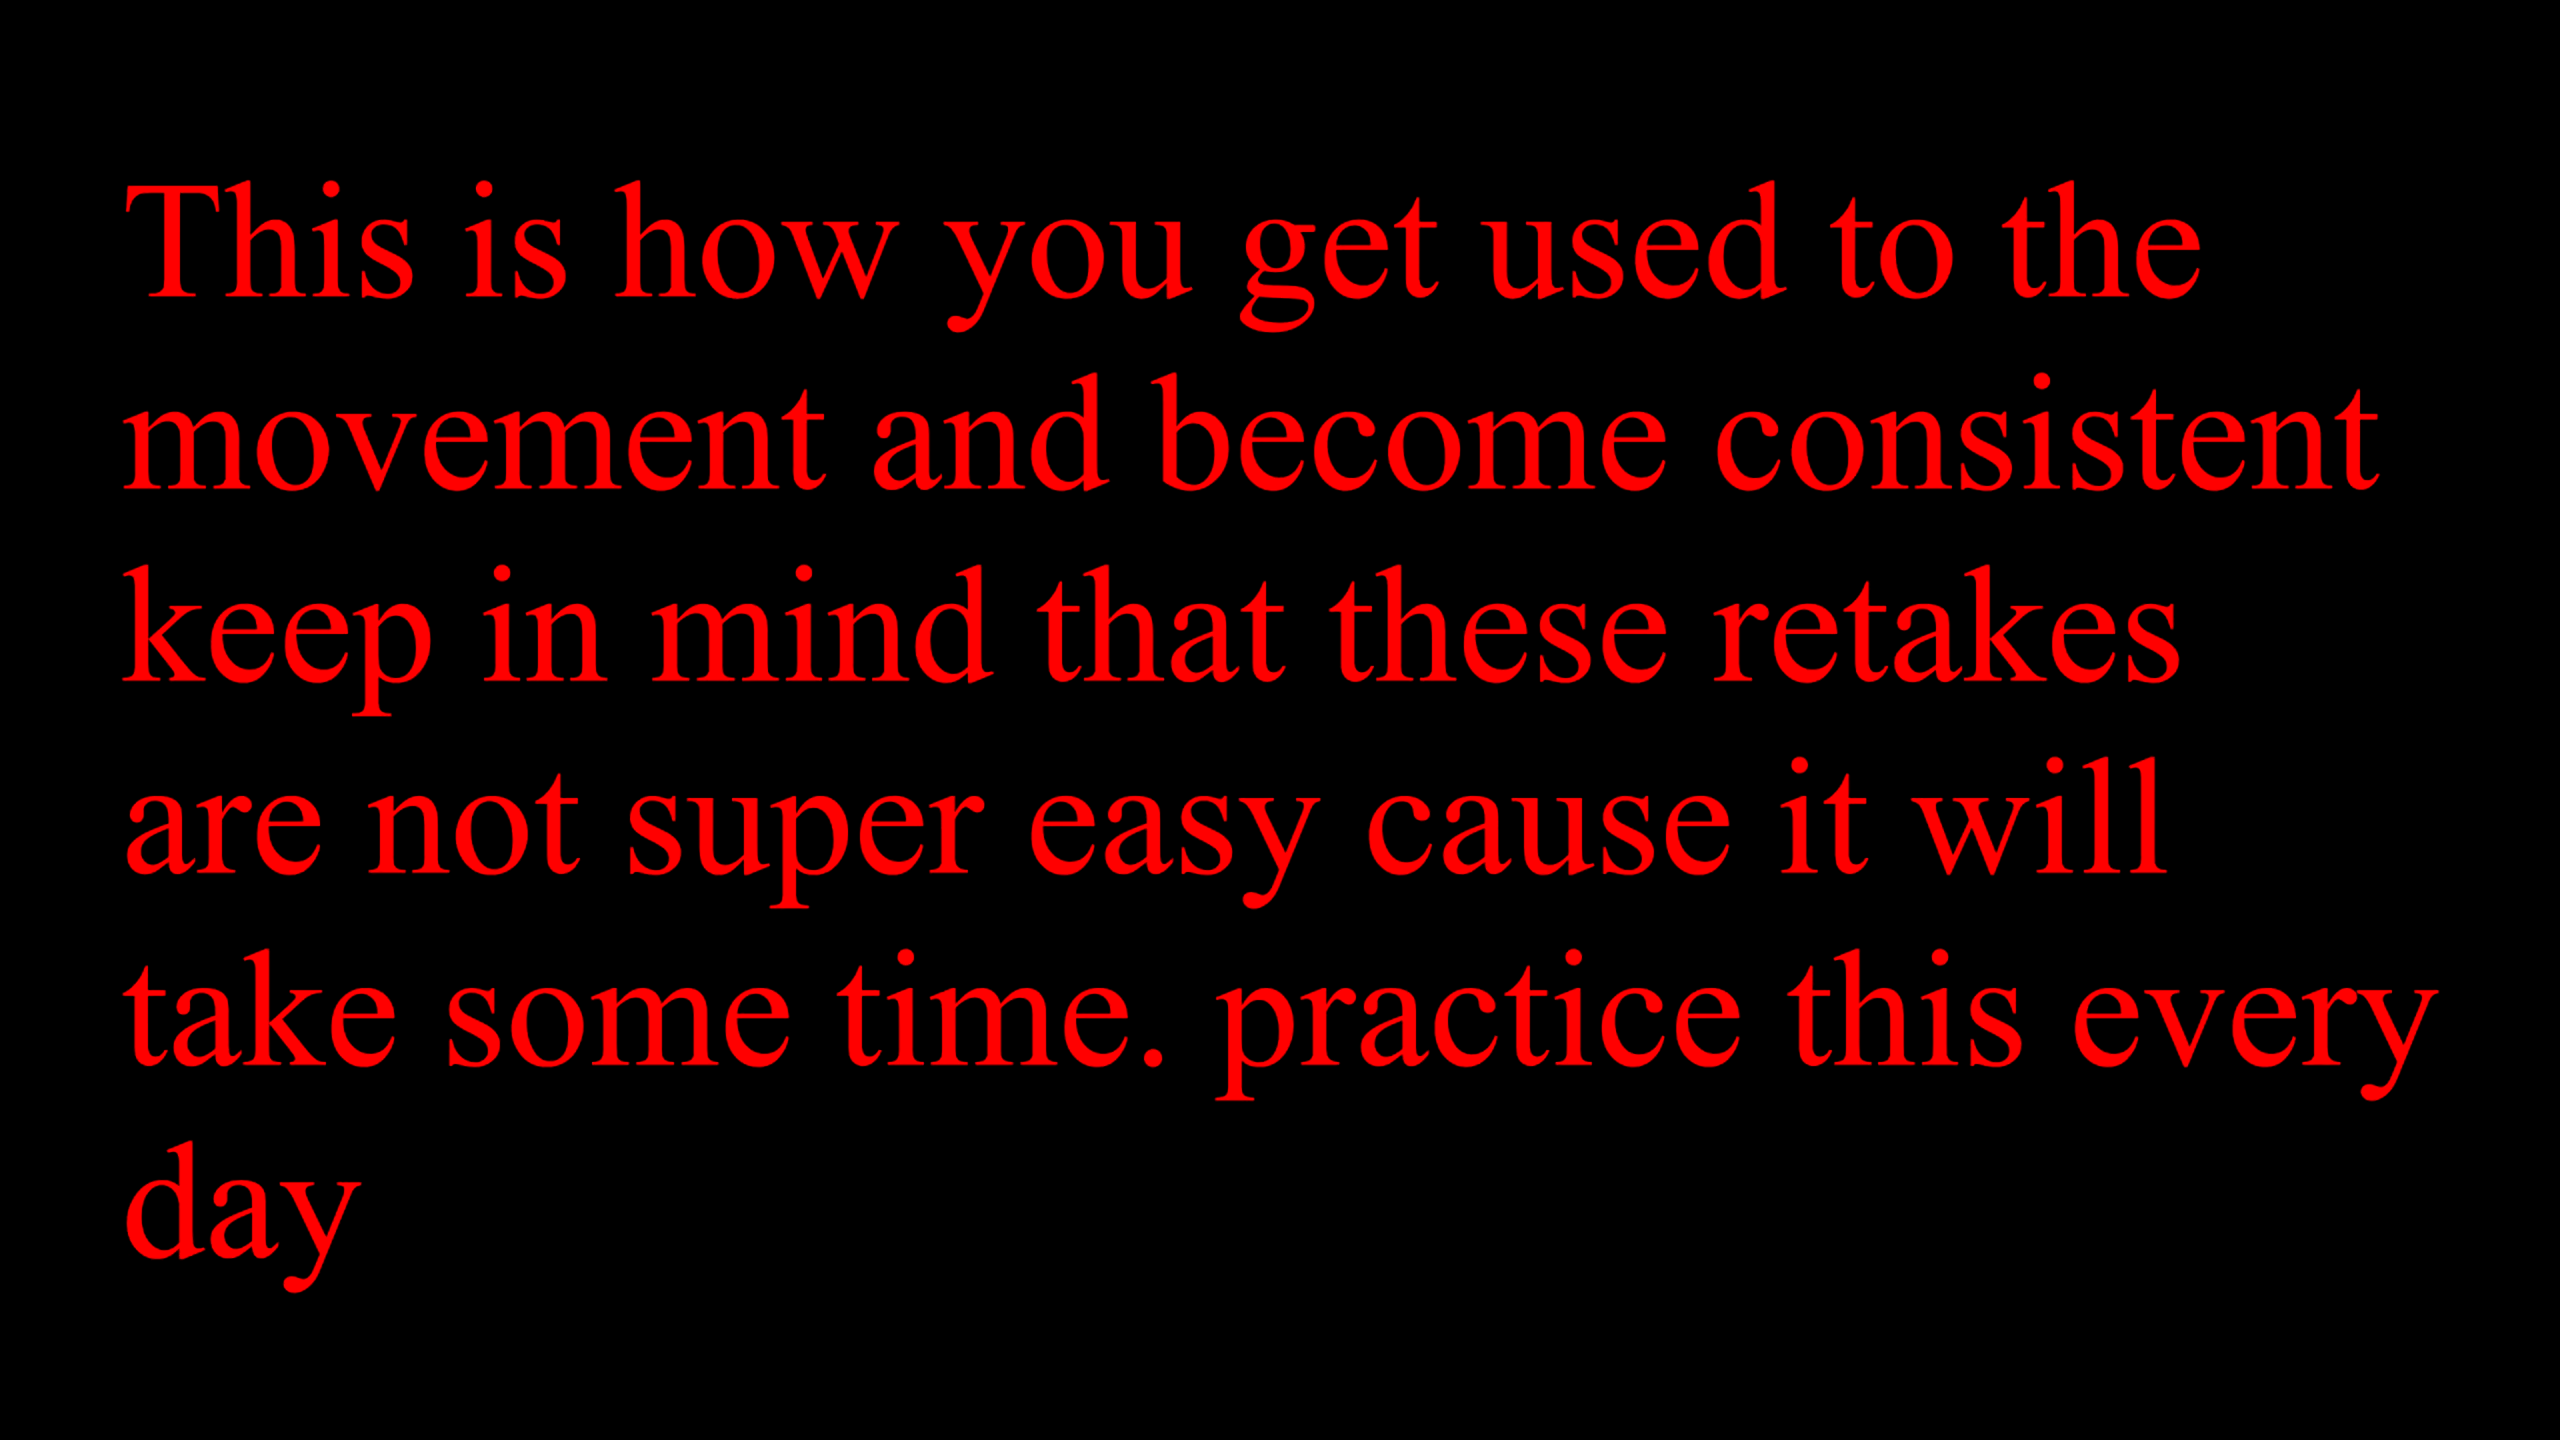 This is how you get used to the
movement and become consistent
keep in mind that these retakes
are not super easy cause it will
take some time. practice this every
day